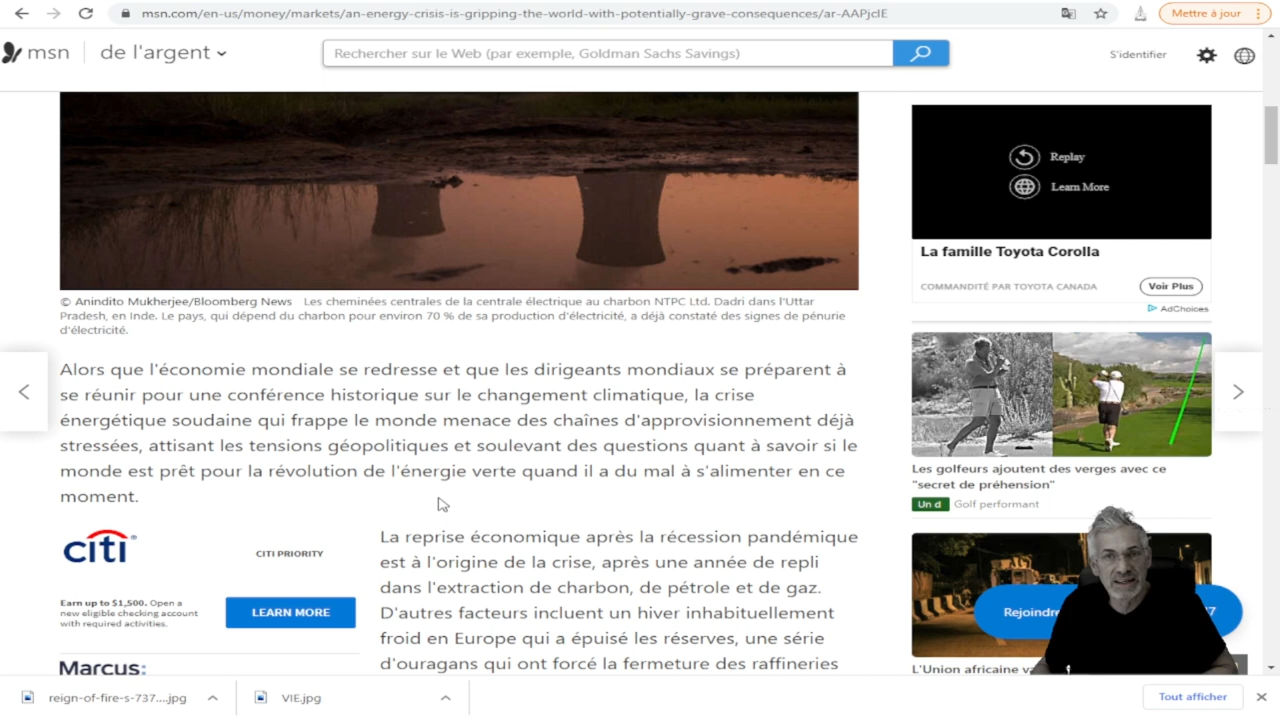 msn.com/en-us/money/markets/an-energy-crisis-is-gripping-the-world-with-potentially-grave-consequences/ar-AAPjclE
Mettre à jour
msn
de l'argent
Rechercher sur le Web (par exemple, Goldman Sachs Savings)
S'identifier
Replay
Learn More
La famille Toyota Corolla
COMMANDITÉ PAR TOYOTA CANADA
Voir Plus
AdChoices
© Anindito Mukherjee/Bloomberg News Les cheminées centrales de la centrale électrique au charbon NTPC Ltd. Dadri dans l'Uttar
Pradesh, en Inde. Le pays, qui dépend du charbon pour environ 70 % de sa production d'électricité, a déjà constaté des signes de pénurie
d'électricité.
Alors que l'économie mondiale se redresse et que les dirigeants mondiaux se préparent à
se réunir pour une conférence historique sur le changement climatique, la crise
énergétique soudaine qui frappe le monde menace des chaînes d'approvisionnement déjà
stressées, attisant les tensions géopolitiques et soulevant des questions quant à savoir si le
monde est prêt pour la révolution de l'énergie verte quand il a du mal à s'alimenter en ce
moment.
Les golfeurs ajoutent des verges avec ce
"secret de préhension"
Un d Golf performant
citi
CITI PRIORITY
Earn up to $1,500. Open a
new eligible checking account
with required activities.
LEARN MORE
Marcus:
La reprise économique après la récession pandémique
est à l'origine de la crise, après une année de repli
dans l'extraction de charbon, de pétrole et de gaz.
D'autres facteurs incluent un hiver inhabituellement
froid en Europe qui a épuisé les réserves, une série
d'ouragans qui ont forcé la fermeture des raffineries
Rejoindre
L'Union africaine
reign-of-fire-s-737....jpg
VIE.jpg
Tout afficher